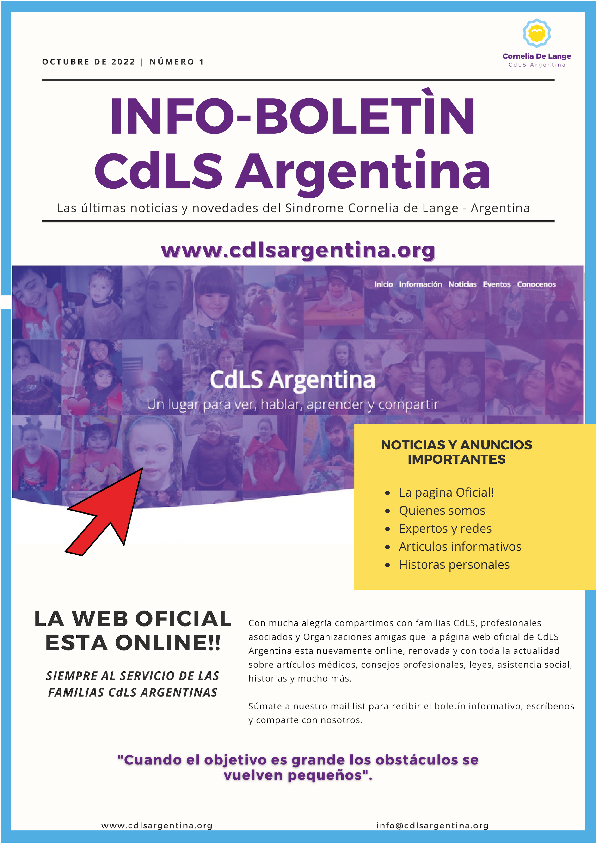 OCTUBRE DE 2022 | NÚMERO 1
Cornelia De Lange
CdLS Argentina
INFO-BOLETÌN
CdLS Argentina
Las últimas noticias y novedades del Sindrome Cornelia de Lange - Argentina
www.cdlsargentina.org
Inicio Información Noticias Eventos Conocenos
CdLS Argentina
Un lugar para ver, hablar, aprender y compartir
NOTICIAS Y ANUNCIOS
IMPORTANTES
• La pagina Oficial!
• Quienes somos
• Expertos y redes
• Articulos informativos
• Historas personales
LA WEB OFICIAL
ESTA ONLINE!!
SIEMPRE AL SERVICIO DE LAS
FAMILIAS CdLS ARGENTINAS
Con mucha alegría compartimos con familias CdLS, profesionales
asociados y Organizaciones amigas que la página web oficial de CdLS
Argentina esta nuevamente online, renovada y con toda la actualidad
sobre artículos médicos, consejos profesionales, leyes, asistencia social,
historias y mucho más.
Súmate a nuestro mail list para recibir el boletín informativo, escríbenos
y comparte con nosotros.
"Cuando el objetivo es grande los obstáculos se
vuelven pequeños".
www.cdlsargentina.org
info@cdlsargentina.org